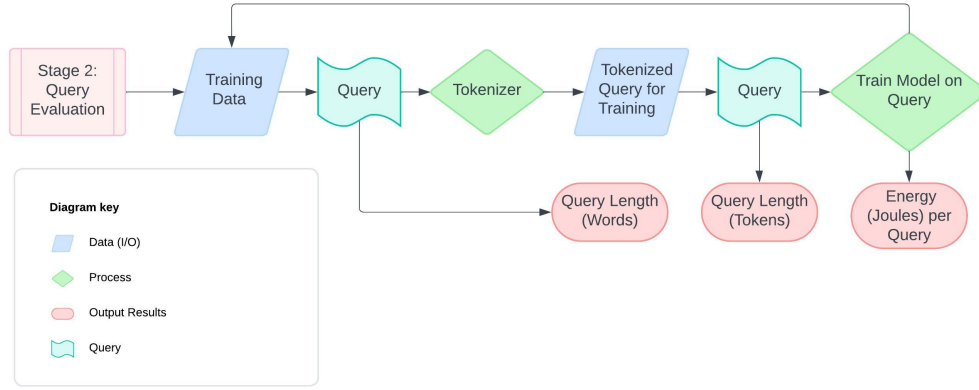 Stage 2:
Query
Evaluation
Training
Data
Query
Tokenizer
Tokenized
Query for
Training
Query
Train Model on
Query
Query Length
(Words)
Query Length
(Tokens)
Energy
(Joules) per
Query
Diagram key
Data (I/O)
Process
Output Results
Query